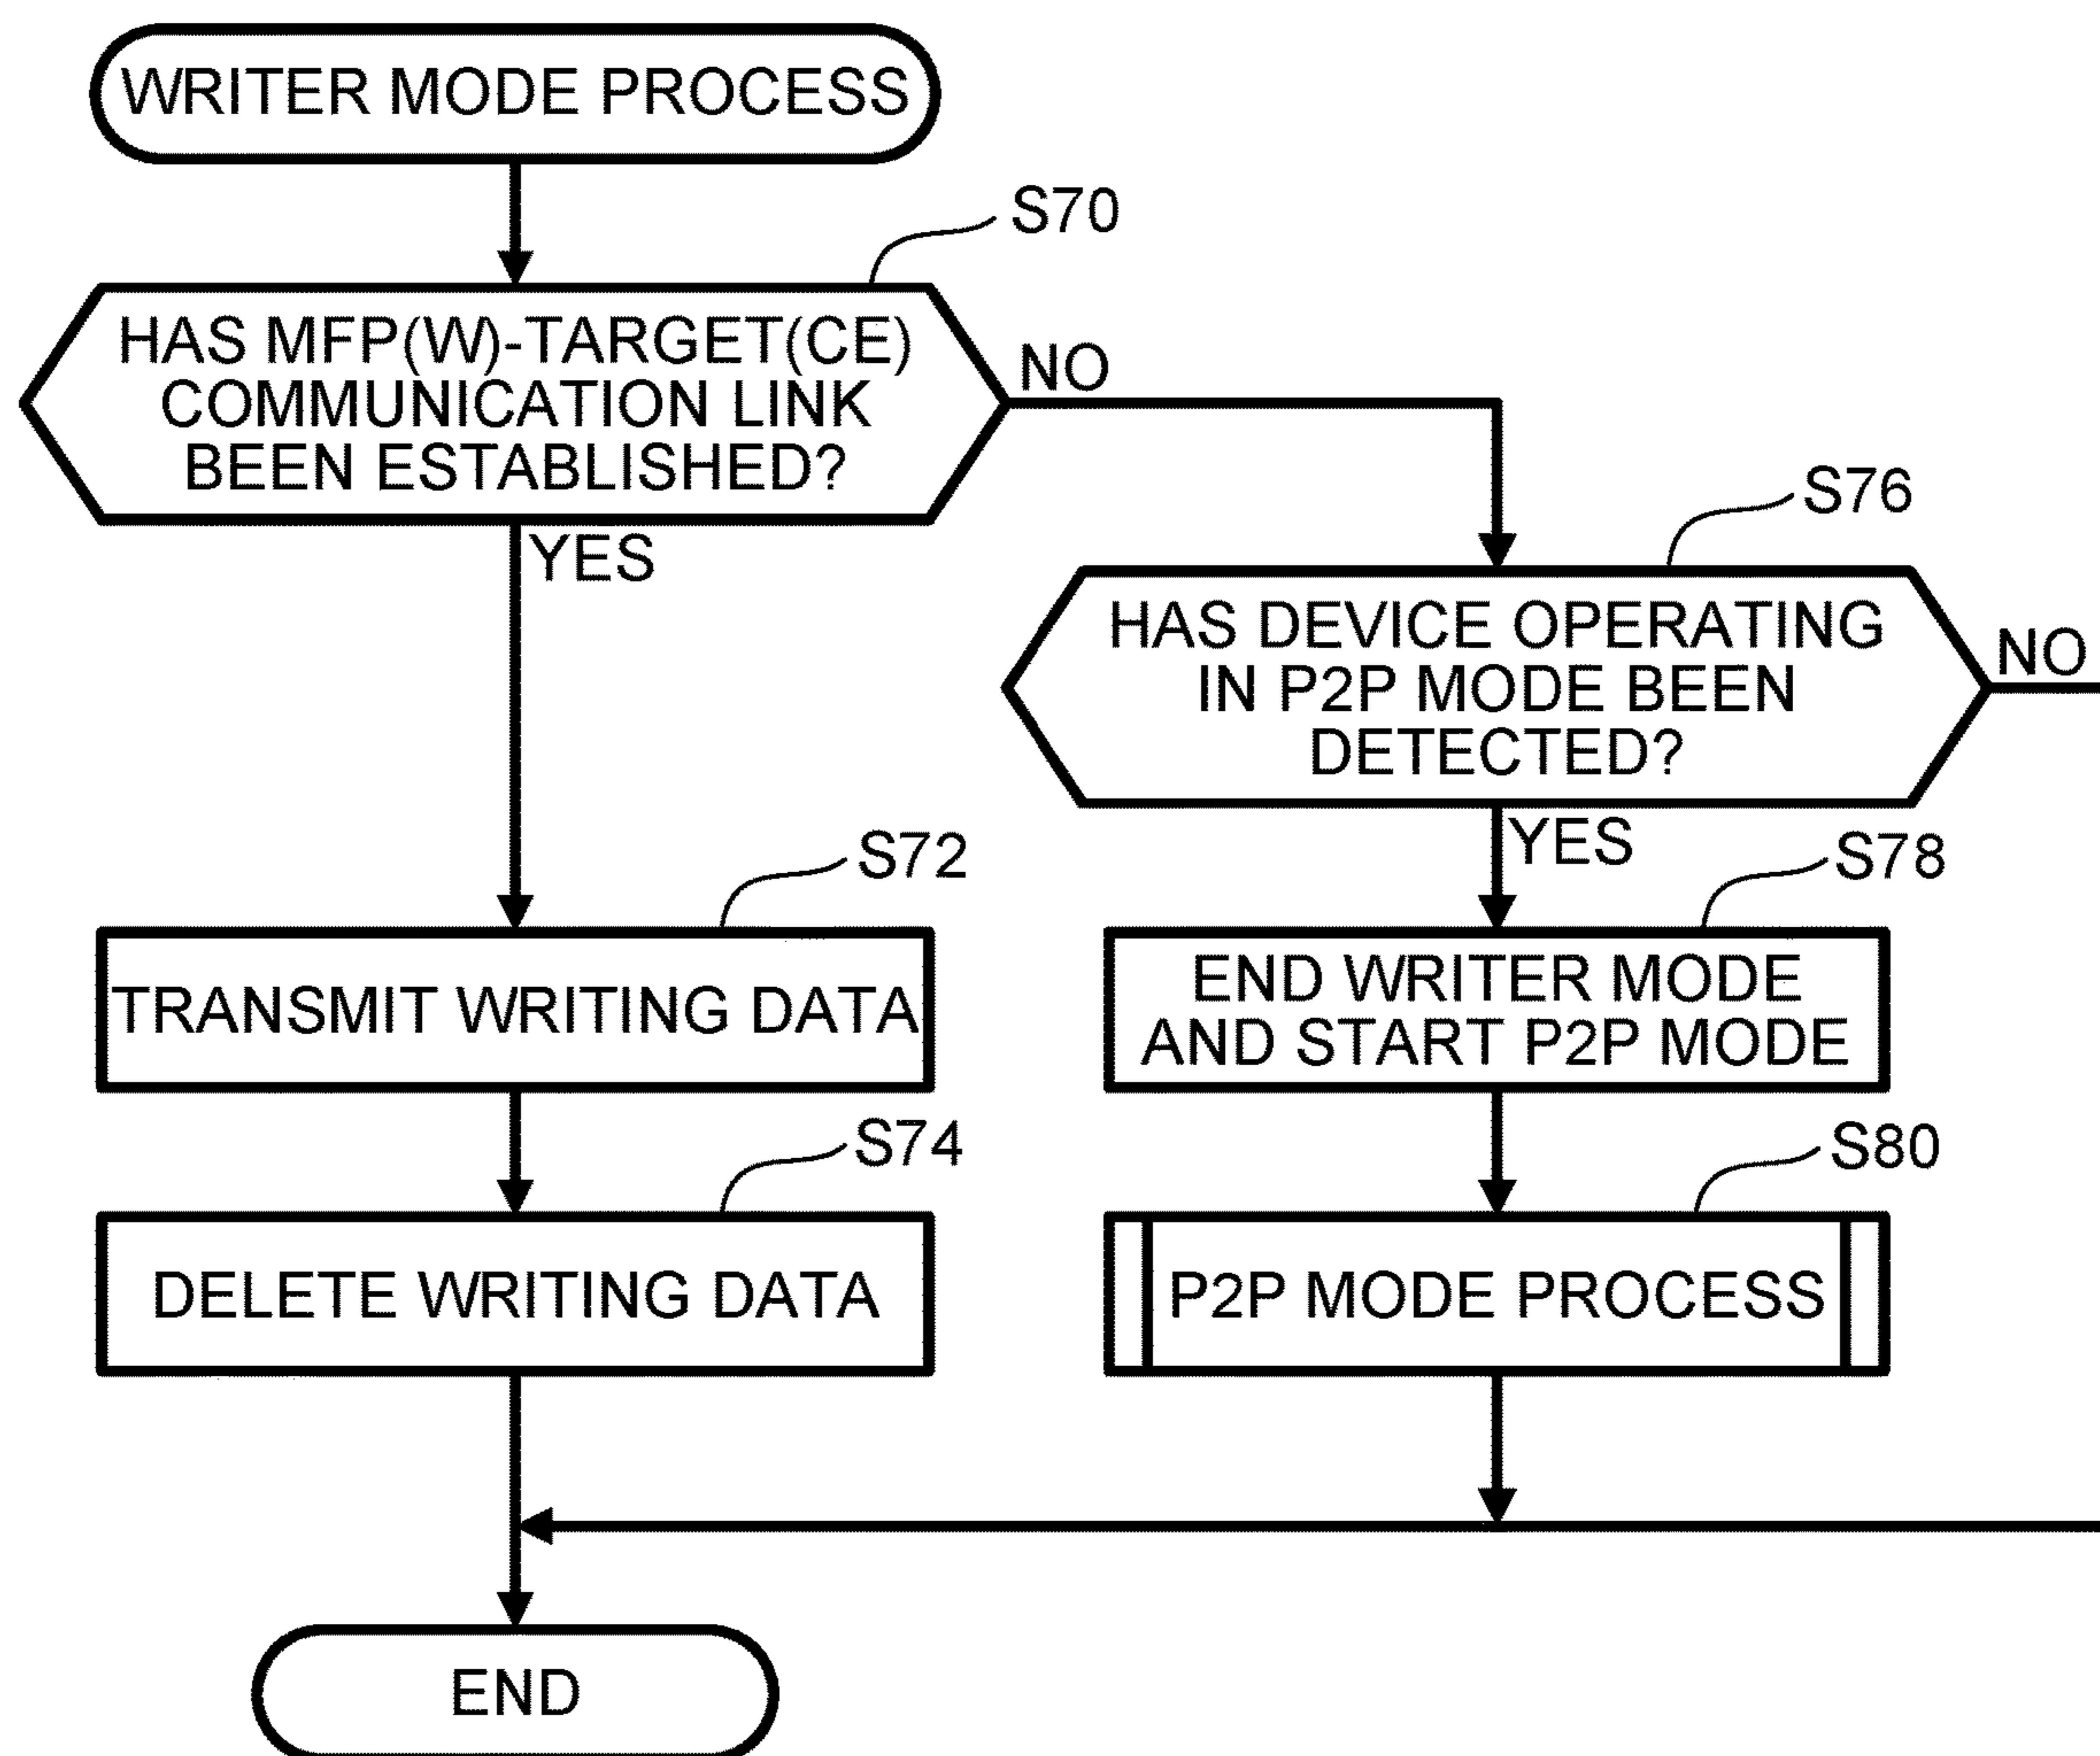 WRITER MODE PROCESS
S70
HAS MFP(W)-TARGET(CE)
COMMUNICATION LINK
BEEN ESTABLISHED?
NO
YES
S76
HAS DEVICE OPERATING
IN P2P MODE BEEN
DETECTED?
NO
YES
S72
TRANSMIT WRITING DATA
S78
END WRITER MODE
AND START P2P MODE
S74
DELETE WRITING DATA
S80
P2P MODE PROCESS
END